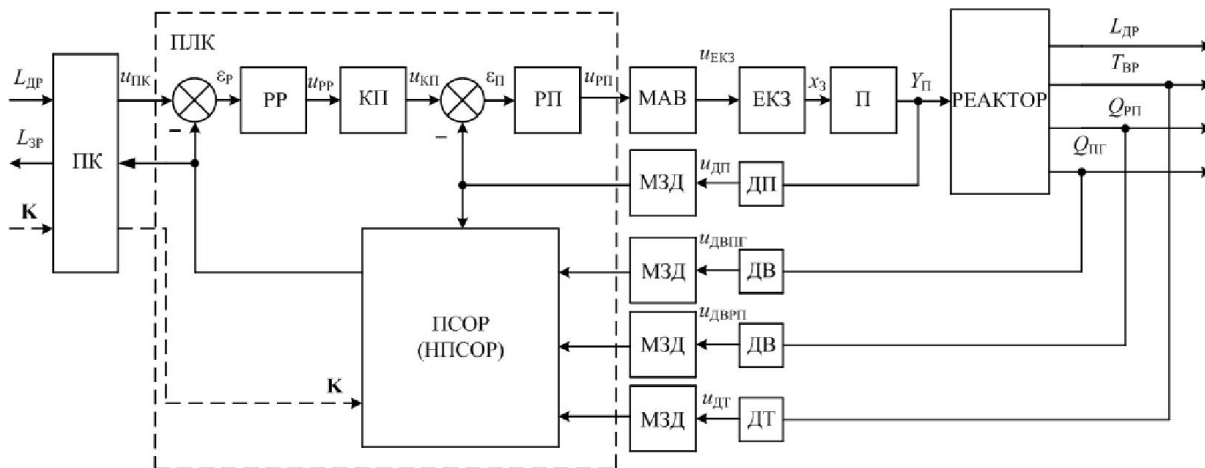 ПЛК
L_ДР
u_ПК
ε_Р
РР
u_РР
КП
u_КП
ε_П
РП
u_РП
МАВ
u_ЕКЗ
ЕКЗ
x_З
П
Y_П
РЕАКТОР
L_ДР
T_ВР
Q_РП
Q_ПГ
L_ЗР
ПК
К
–
–
МЗД
u_ДП
ДП
МЗД
u_ДВПГ
ДВ
ПСОР
(НПСОР)
МЗД
u_ДВРП
ДВ
К
МЗД
u_ДТ
ДТ